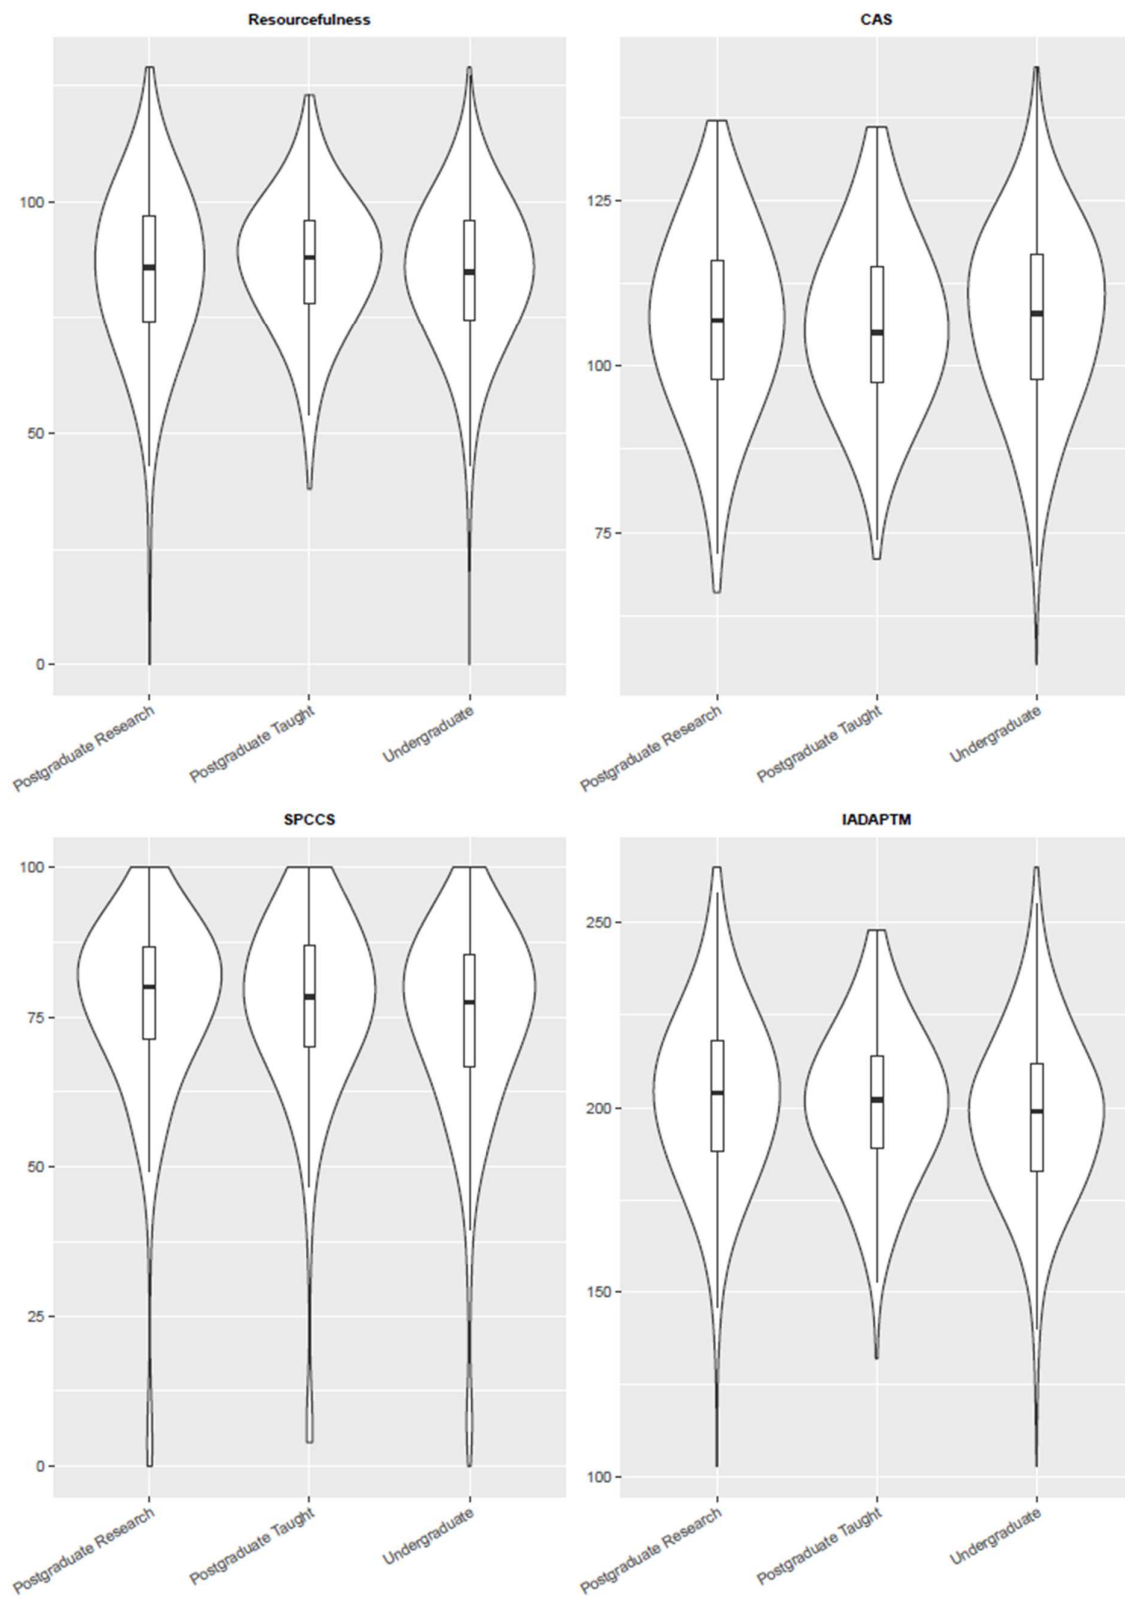 Resourcefulness
100
50
0
Postgraduate Research
Postgraduate Taught
Undergraduate
CAS
125
100
75
Postgraduate Research
Postgraduate Taught
Undergraduate
SPCCS
100
75
50
25
0
Postgraduate Research
Postgraduate Taught
Undergraduate
IADAPTM
250
200
150
100
Postgraduate Research
Postgraduate Taught
Undergraduate